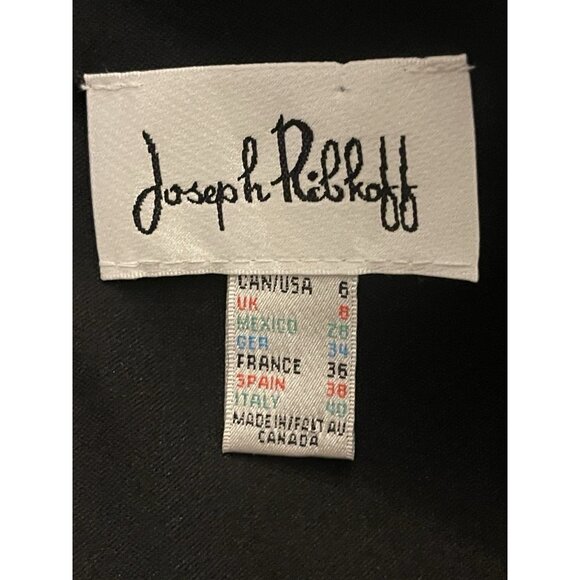 Joseph Ribkoff
CAN/USA 6
UK 8
MEXICO 28
GER 34
FRANCE 36
SPAIN 38
ITALY 40
MADE IN/FAIT AU
CANADA